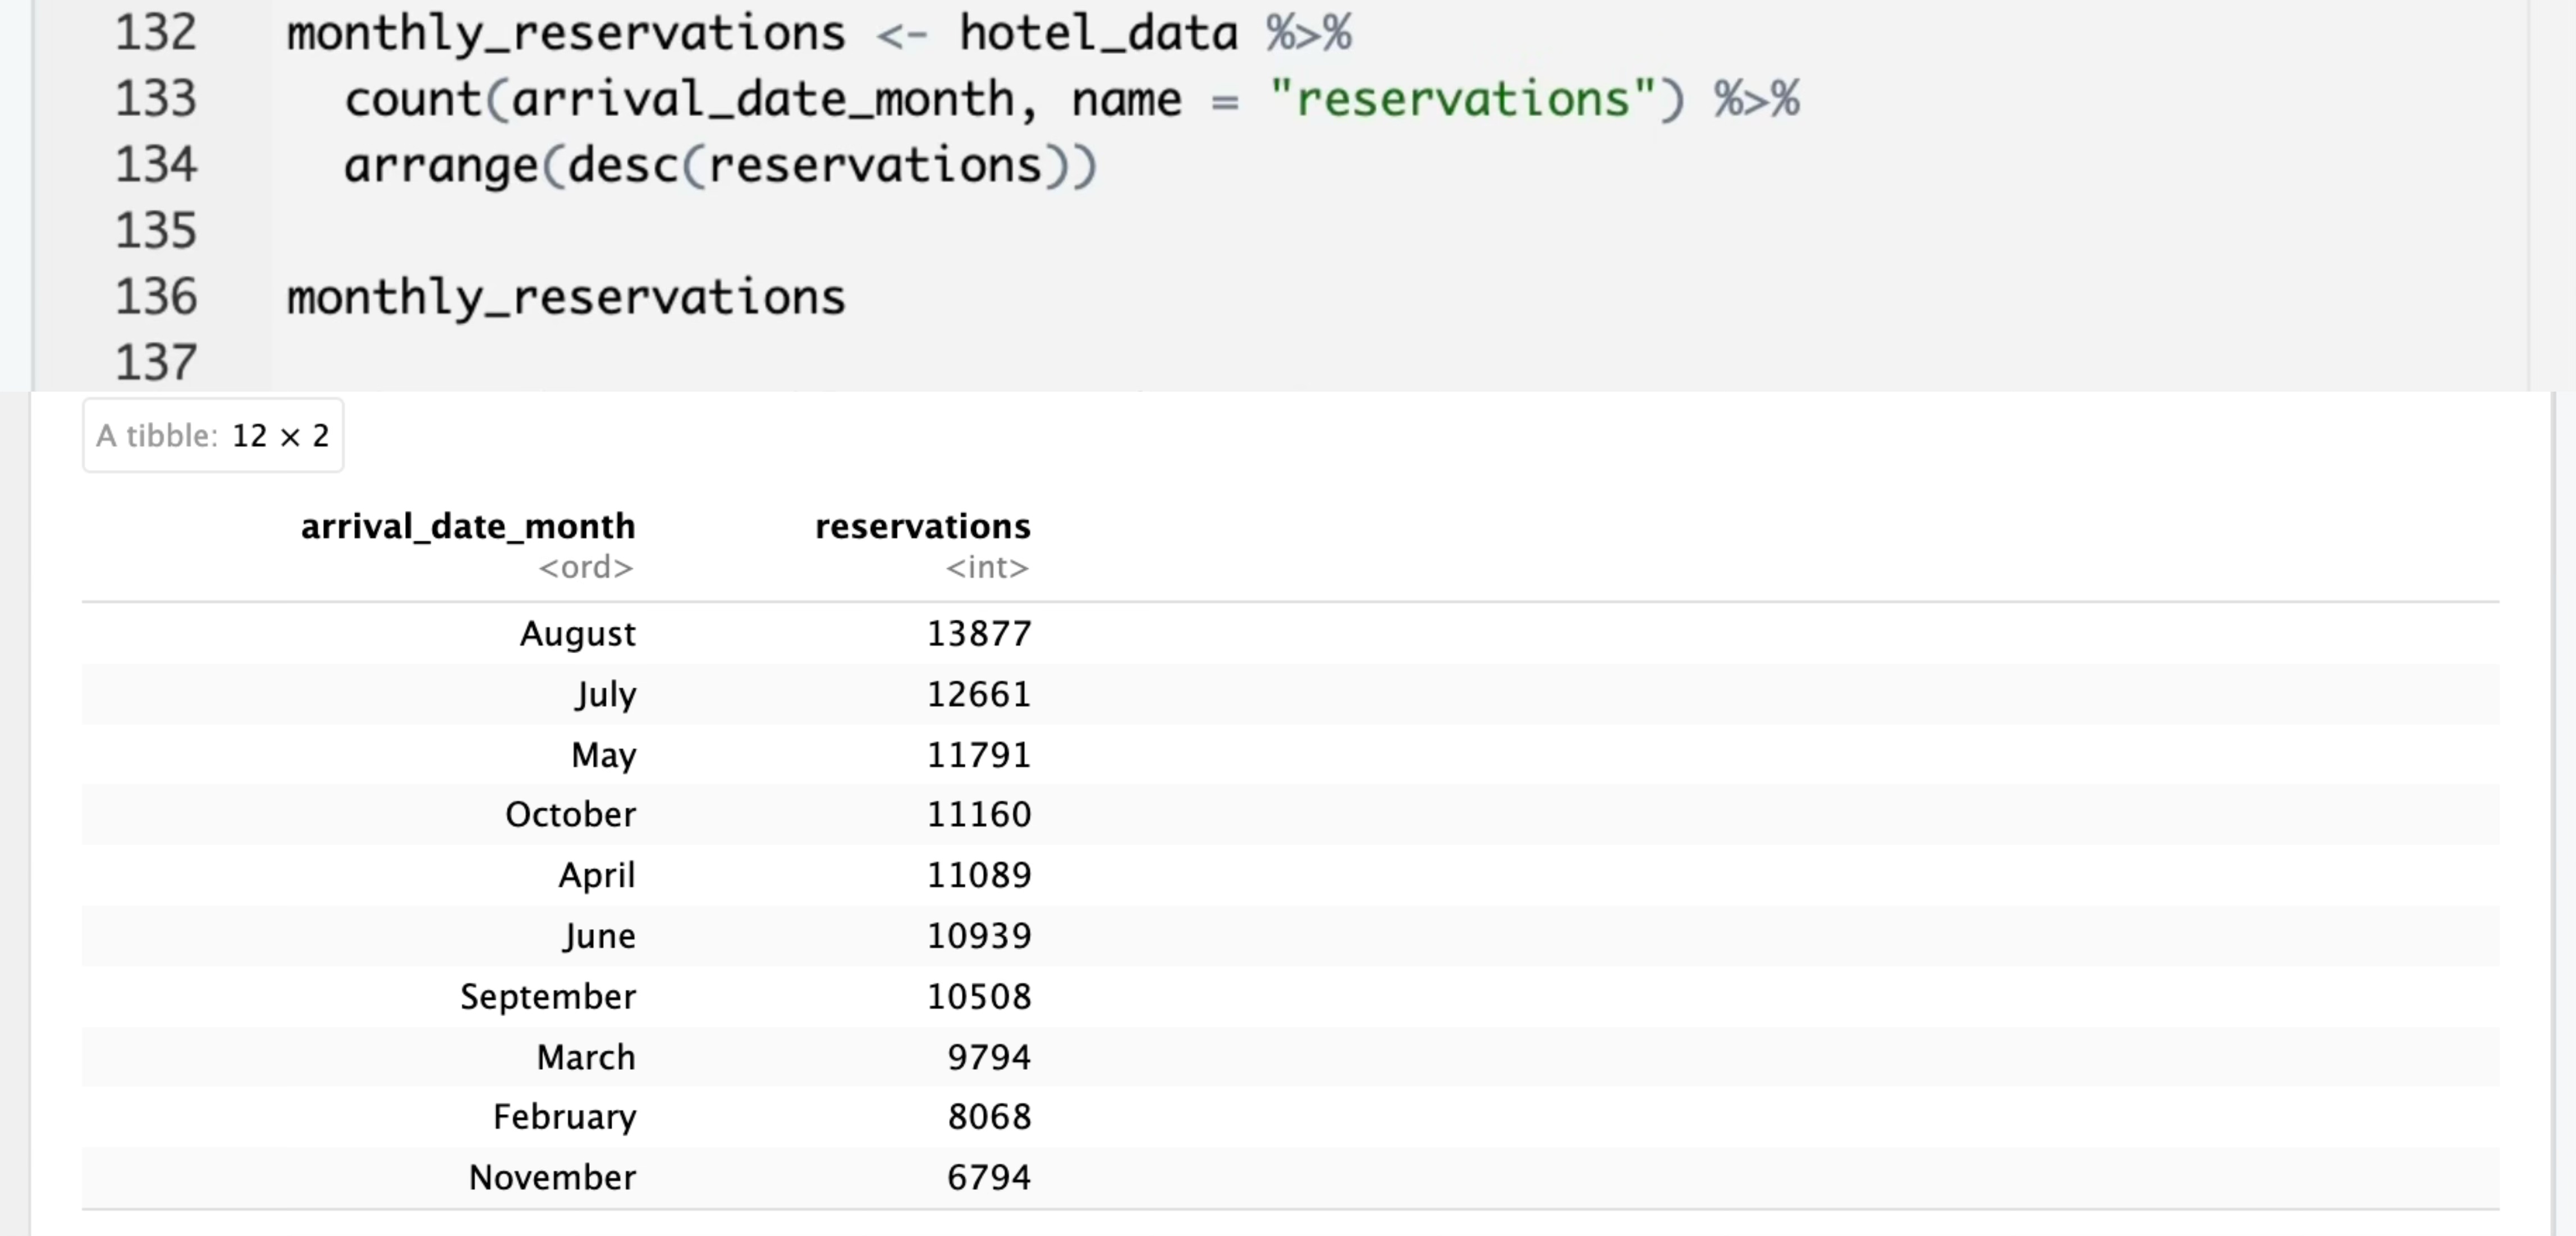 132 monthly_reservations <- hotel_data %>%
133 count(arrival_date_month, name = "reservations") %>%
134 arrange(desc(reservations))
135
136 monthly_reservations
137
A tibble: 12 × 2
arrival_date_month reservations
<ord> <int>
August 13877
July 12661
May 11791
October 11160
April 11089
June 10939
September 10508
March 9794
February 8068
November 6794